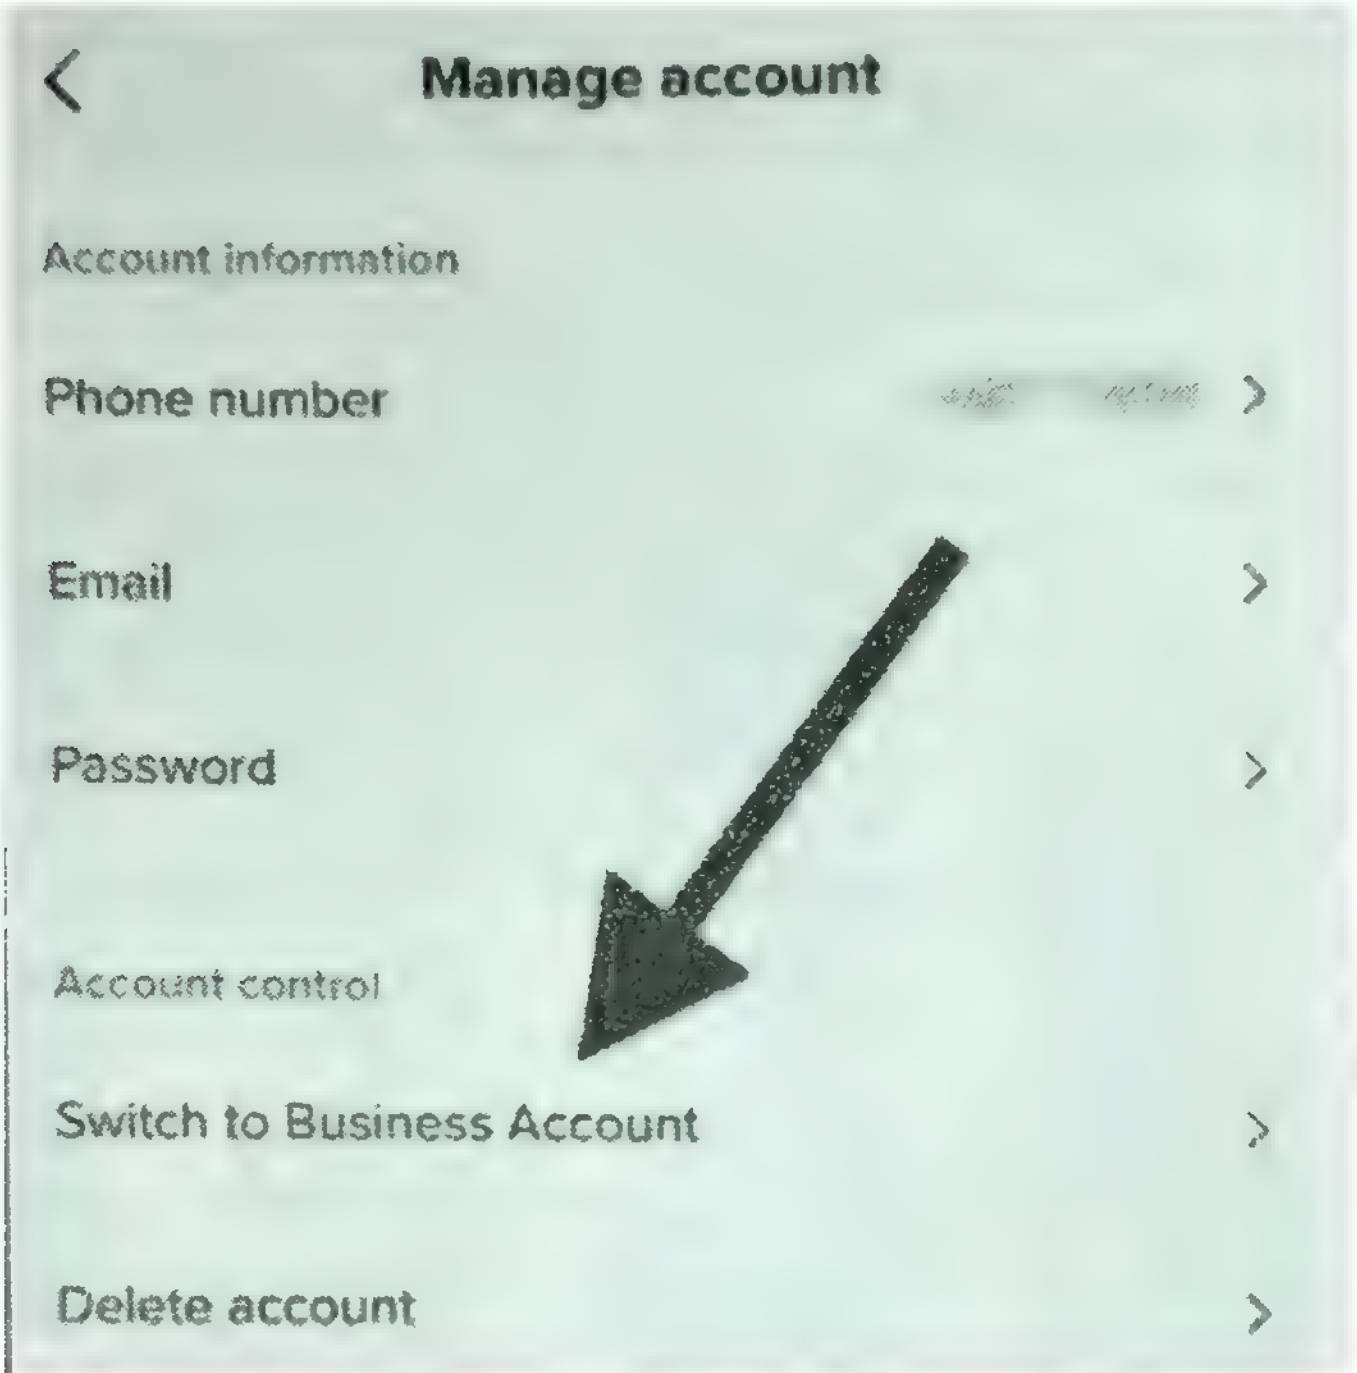 Manage account
Account information
Phone number
Email
Password
Account control
Switch to Business Account
Delete account